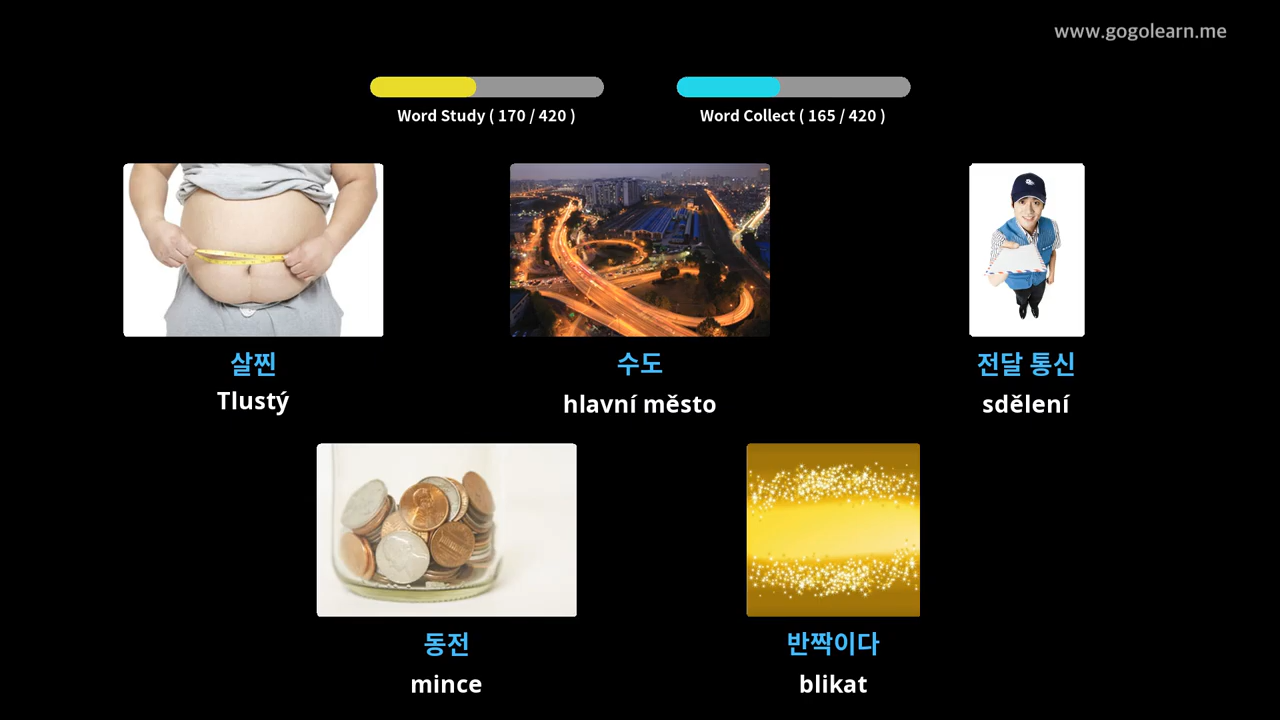 www.gogolearn.me
Word Study ( 170 / 420 )
Word Collect ( 165 / 420 )
살찐
Tlustý
수도
hlavní město
전달 통신
sdělení
동전
mince
반짝이다
blikat